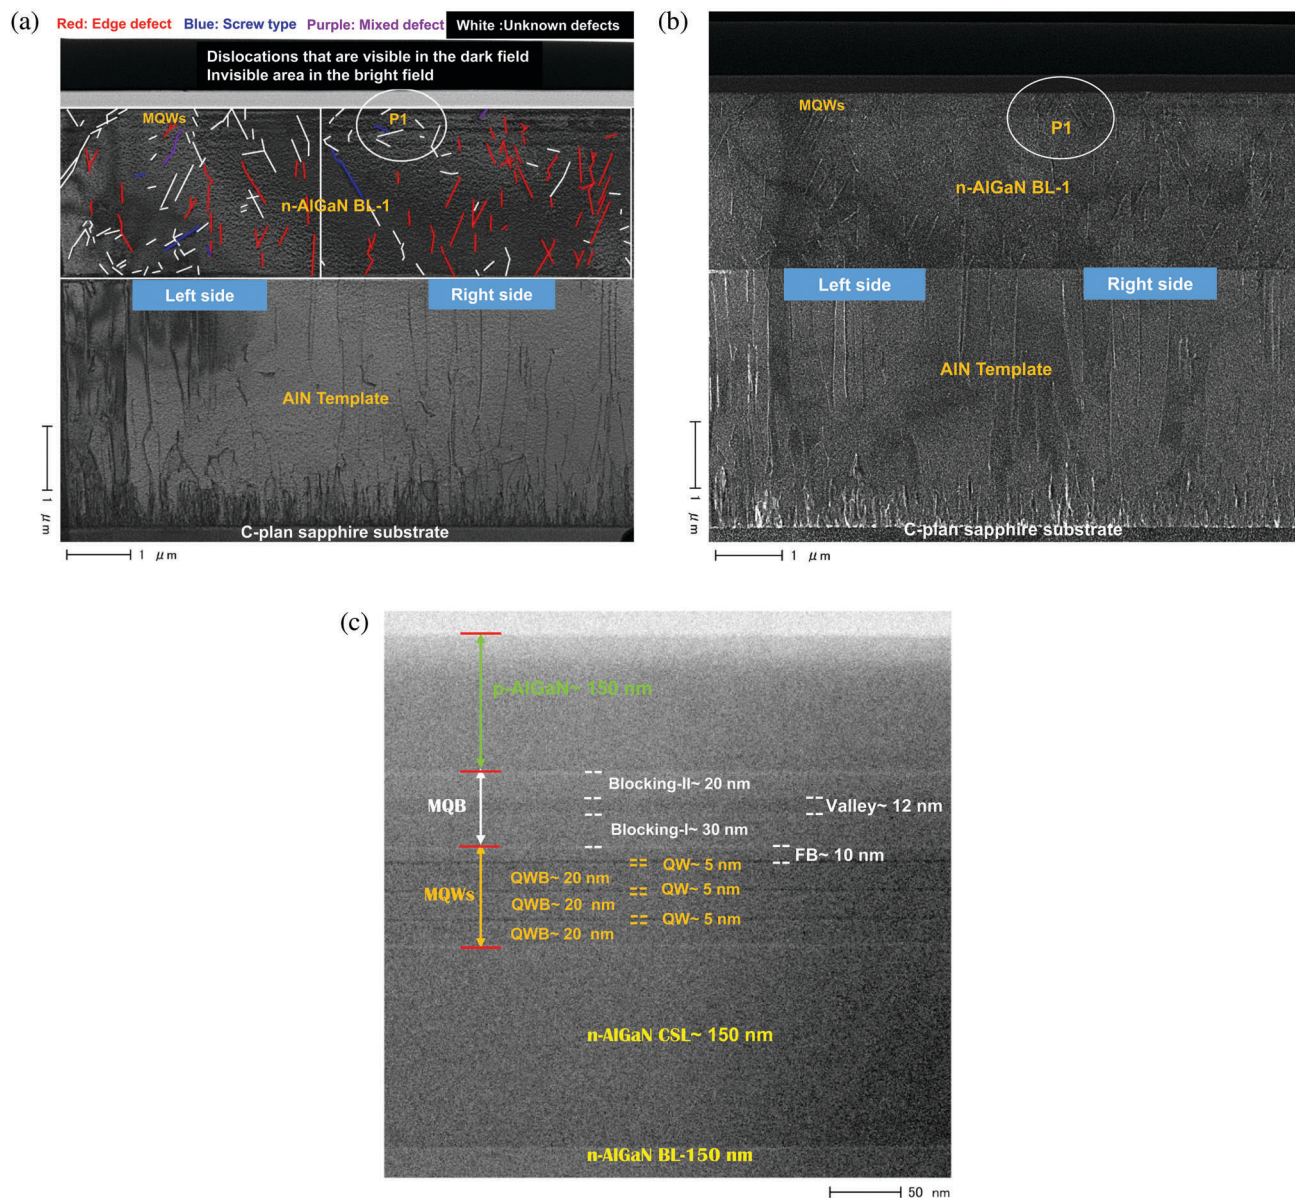 (a)
Red: Edge defect Blue: Screw type Purple: Mixed defect White :Unknown defects
Dislocations that are visible in the dark field
Invisible area in the bright field
MQWs
P1
n-AlGaN BL-1
Left side
Right side
AlN Template
1 μm
C-plan sapphire substrate
1 μm
(b)
MQWs
P1
n-AlGaN BL-1
Left side
Right side
AlN Template
1 μm
C-plan sapphire substrate
1 μm
(c)
p-AlGaN~ 150 nm
Blocking-II~ 20 nm
MQB
Valley~ 12 nm
Blocking-I~ 30 nm
FB~ 10 nm
QW~ 5 nm
QWB~ 20 nm
MQWs
QW~ 5 nm
QWB~ 20 nm
QW~ 5 nm
QWB~ 20 nm
n-AlGaN CSL~ 150 nm
n-AlGaN BL-150 nm
50 nm